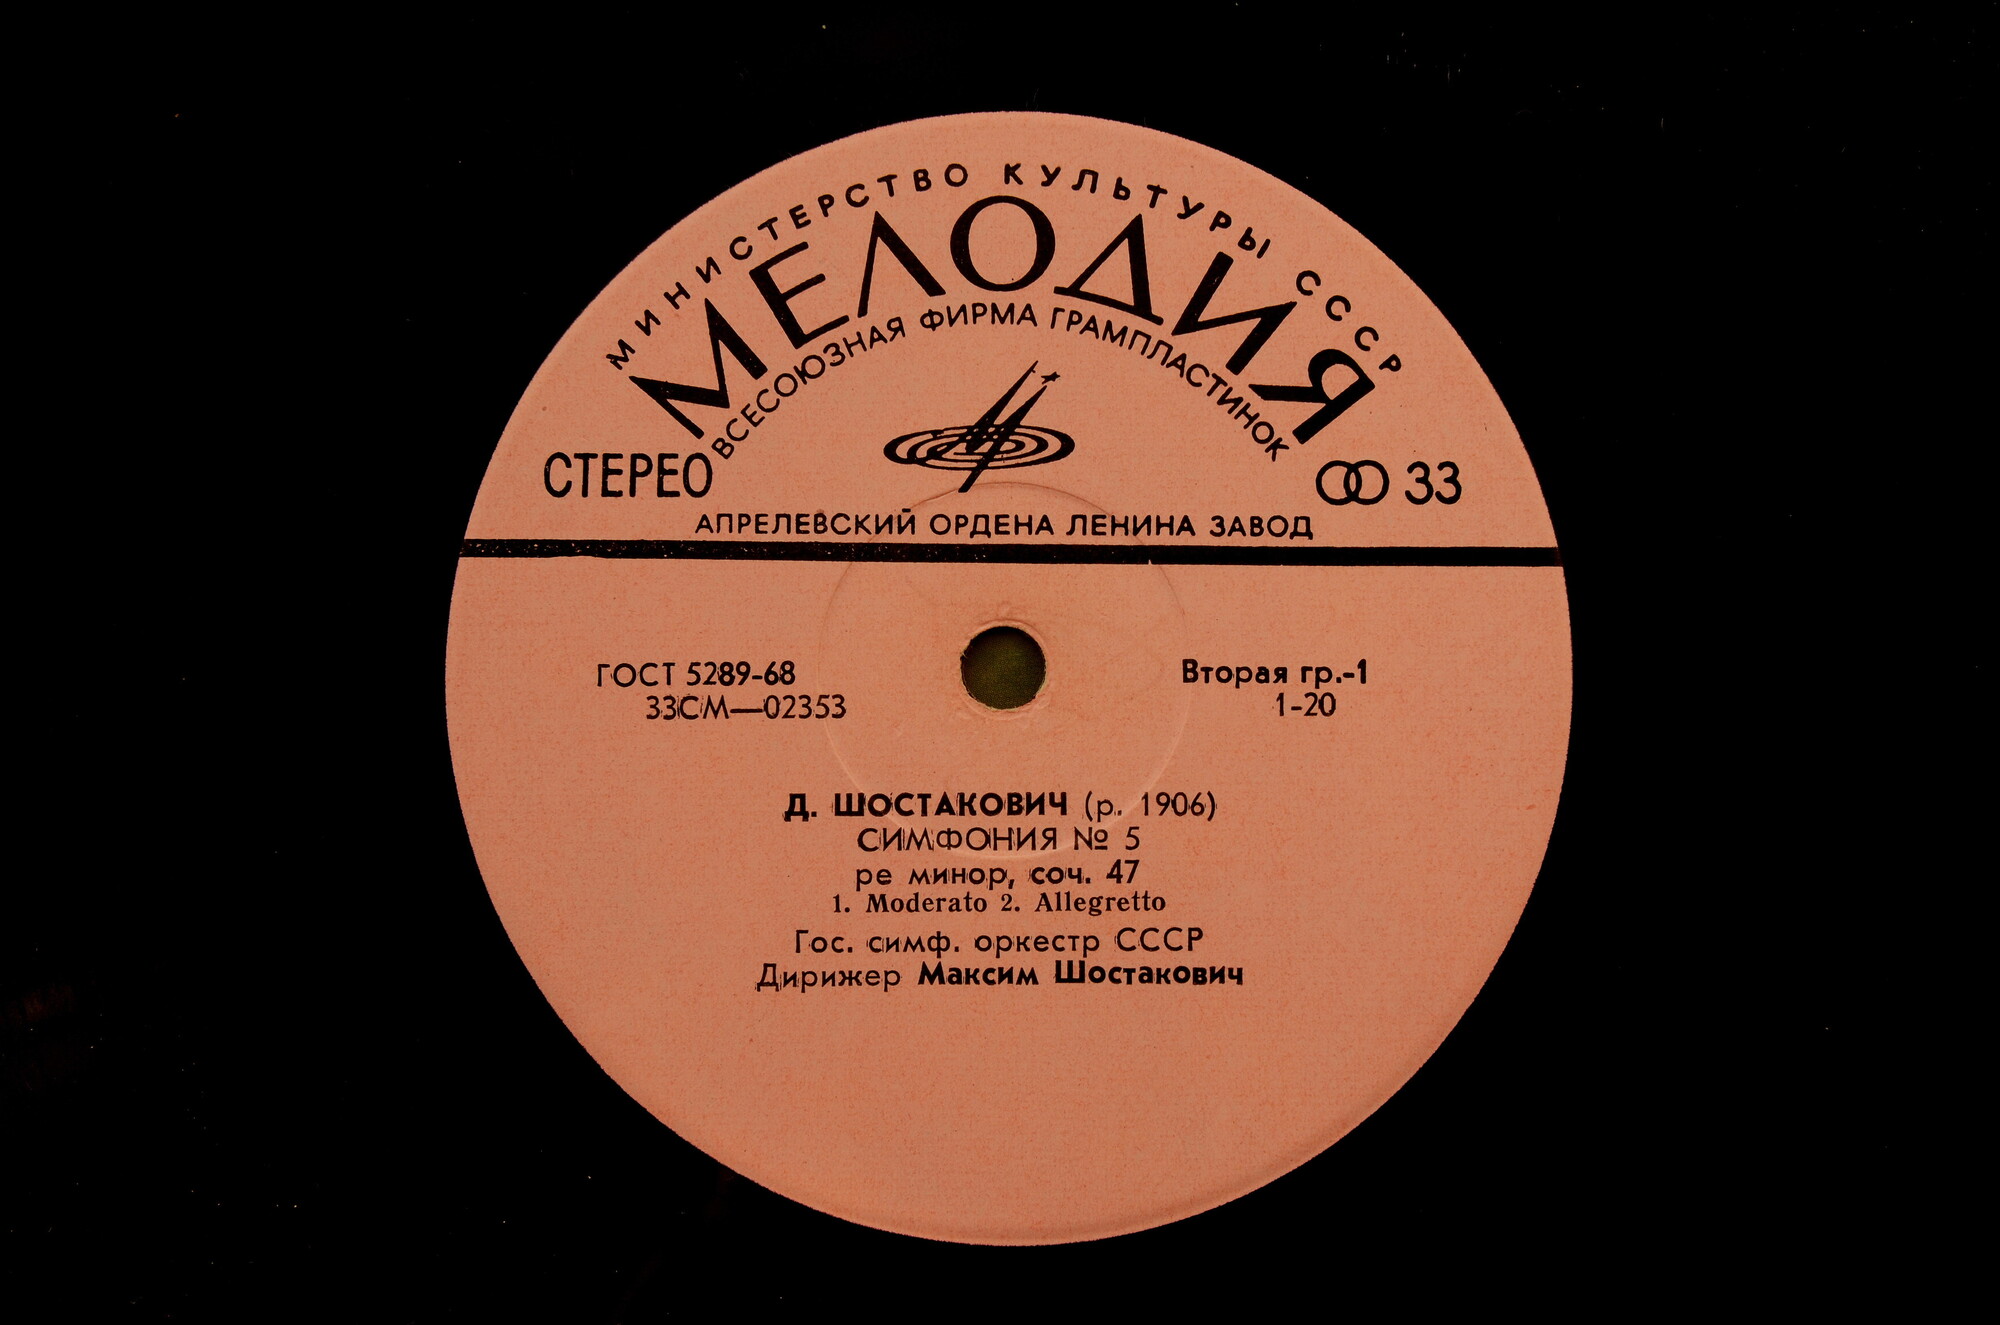 МИНИСТЕРСТВО КУЛЬТУРЫ СССР
МЕЛОДИЯ
ВСЕСОЮЗНАЯ ФИРМА ГРАМПЛАСТИНОК
СТЕРЕО
33
АПРЕЛЕВСКИЙ ОРДЕНА ЛЕНИНА ЗАВОД
ГОСТ 5289-68
33СМ—02353
Вторая гр.-1
1-20
Д. ШОСТАКОВИЧ (р. 1906)
СИМФОНИЯ № 5
ре минор, соч. 47
1. Moderato 2. Allegretto
Гос. симф. оркестр СССР
Дирижер Максим Шостакович